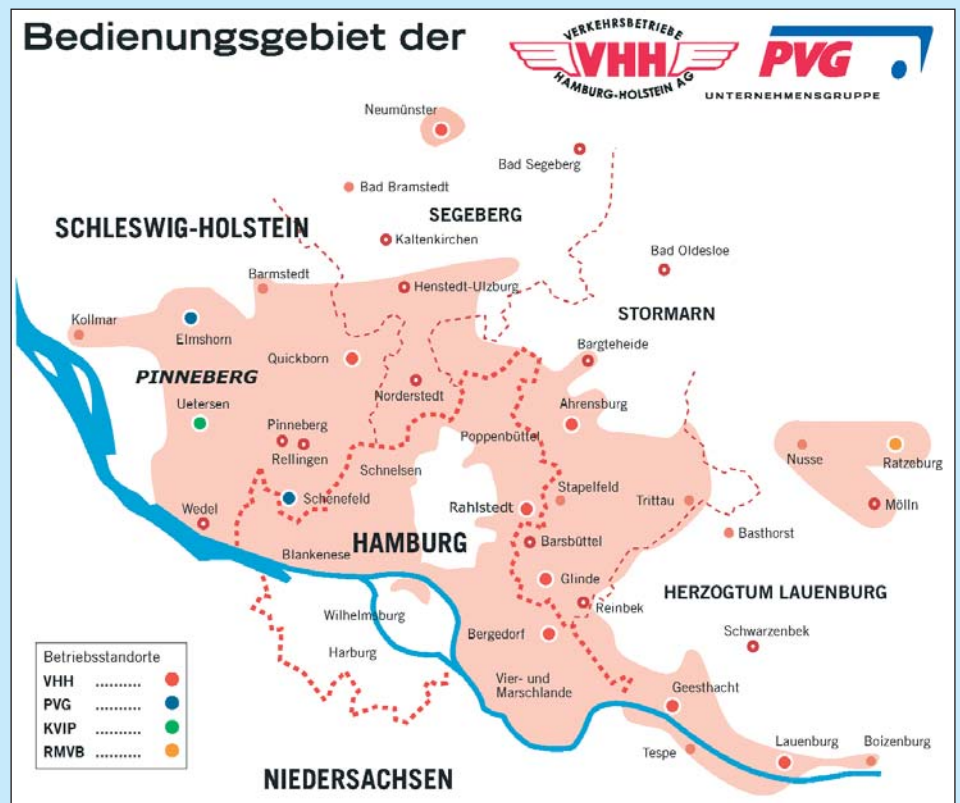 Bedienungsgebiet der
VERKEHRSBETRIEBE
VHH
HAMBURG-HOLSTEIN AG
PVG
UNTERNEHMENSGRUPPE
Neumünster
Bad Segeberg
Bad Bramstedt
SEGEBERG
SCHLESWIG-HOLSTEIN
Kaltenkirchen
Bad Oldesloe
Barmstedt
Henstedt-Ulzburg
STORMARN
Kollmar
Elmshorn
Bargteheide
Quickborn
PINNEBERG
Norderstedt
Uetersen
Ahrensburg
Pinneberg
Poppenbüttel
Rellingen
Schnelsen
Nusse
Ratzeburg
Stapelfeld
Trittau
Schenefeld
Rahlstedt
Mölln
Wedel
Basthorst
HAMBURG
Barsbüttel
Blankenese
Glinde
HERZOGTUM LAUENBURG
Reinbek
Wilhelmsburg
Bergedorf
Schwarzenbek
Harburg
Betriebsstandorte
VHH ..........
PVG ..........
KVIP ..........
RMVB ..........
Vier- und
Marschlande
Geesthacht
Tespe
Lauenburg
Boizenburg
NIEDERSACHSEN